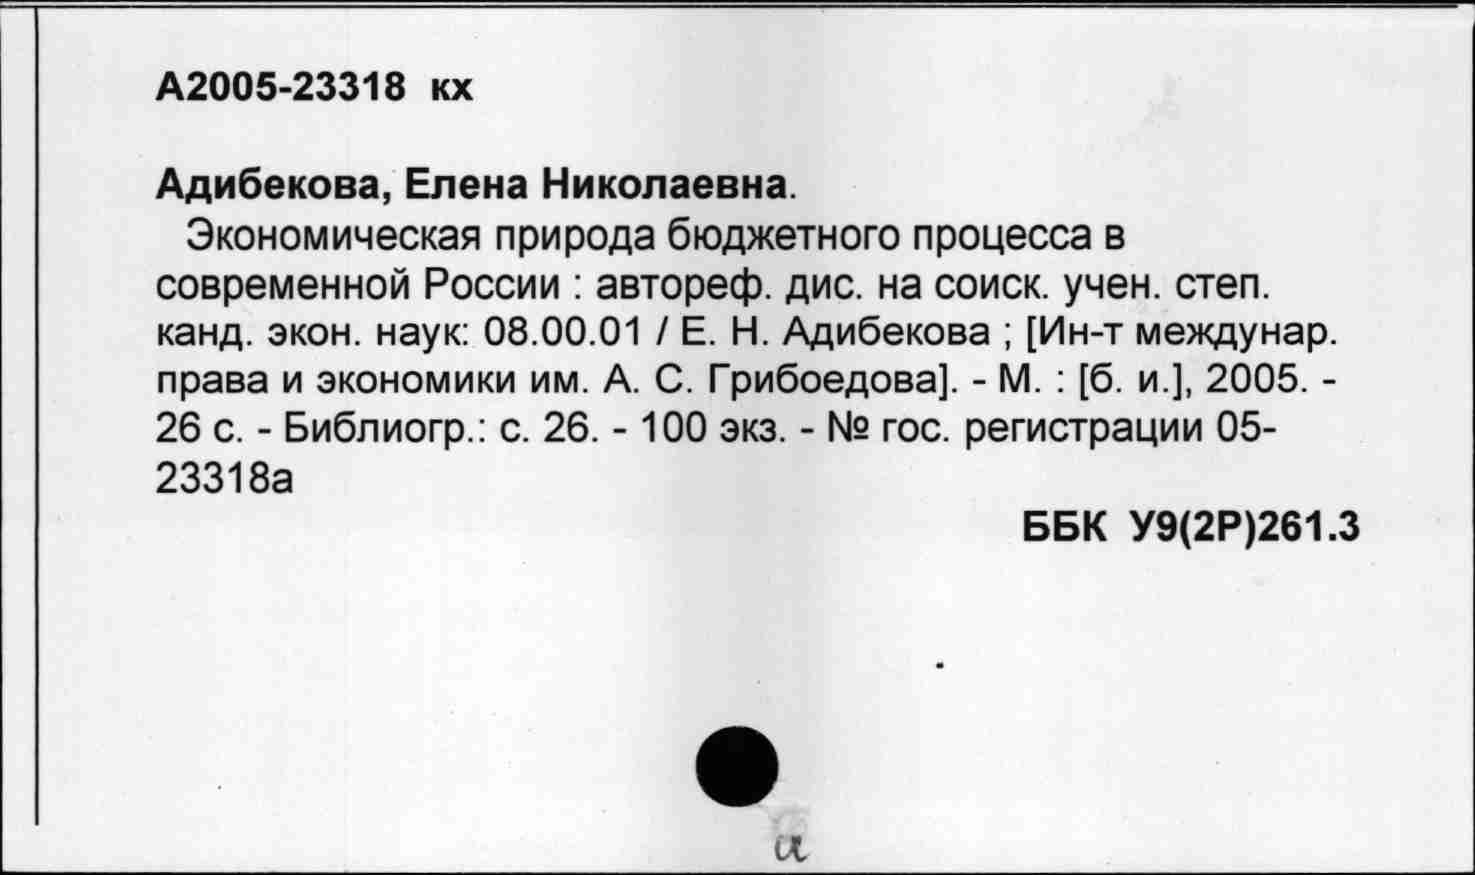 А2005-23318 кх
Адибекова, Елена Николаевна.
Экономическая природа бюджетного процесса в
современной России : автореф. дис. на соиск. учен. степ.
канд. экон. наук: 08.00.01 / Е. Н. Адибекова ; [Ин-т междунар.
права и экономики им. А. С. Грибоедова]. - М. : [б. и.], 2005. -
26 с. - Библиогр.: с. 26. - 100 экз. - № гос. регистрации 05-
23318а
ББК У9(2Р)261.3